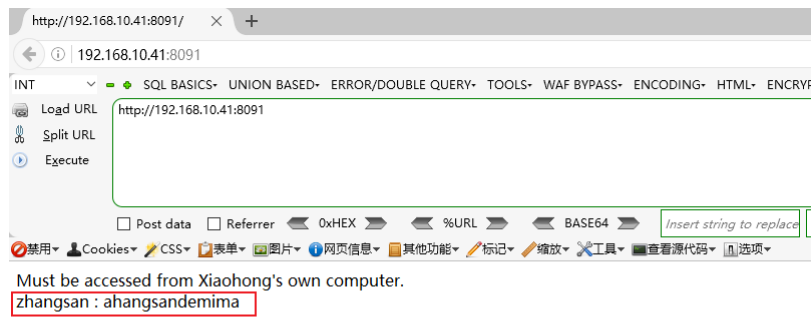 http://192.168.10.41:8091/ × +
192.168.10.41:8091
INT SQL BASICS UNION BASED ERROR/DOUBLE QUERY TOOLS WAF BYPASS ENCODING HTML ENCRYP
Load URL http://192.168.10.41:8091
Split URL
Execute
Post data Referrer 0xHEX %URL BASE64 Insert string to replace
禁用 Cookies CSS 表单 图片 网页信息 其他功能 标记 缩放 工具 查看源代码 选项
Must be accessed from Xiaohong's own computer.
zhangsan : ahangsandemima